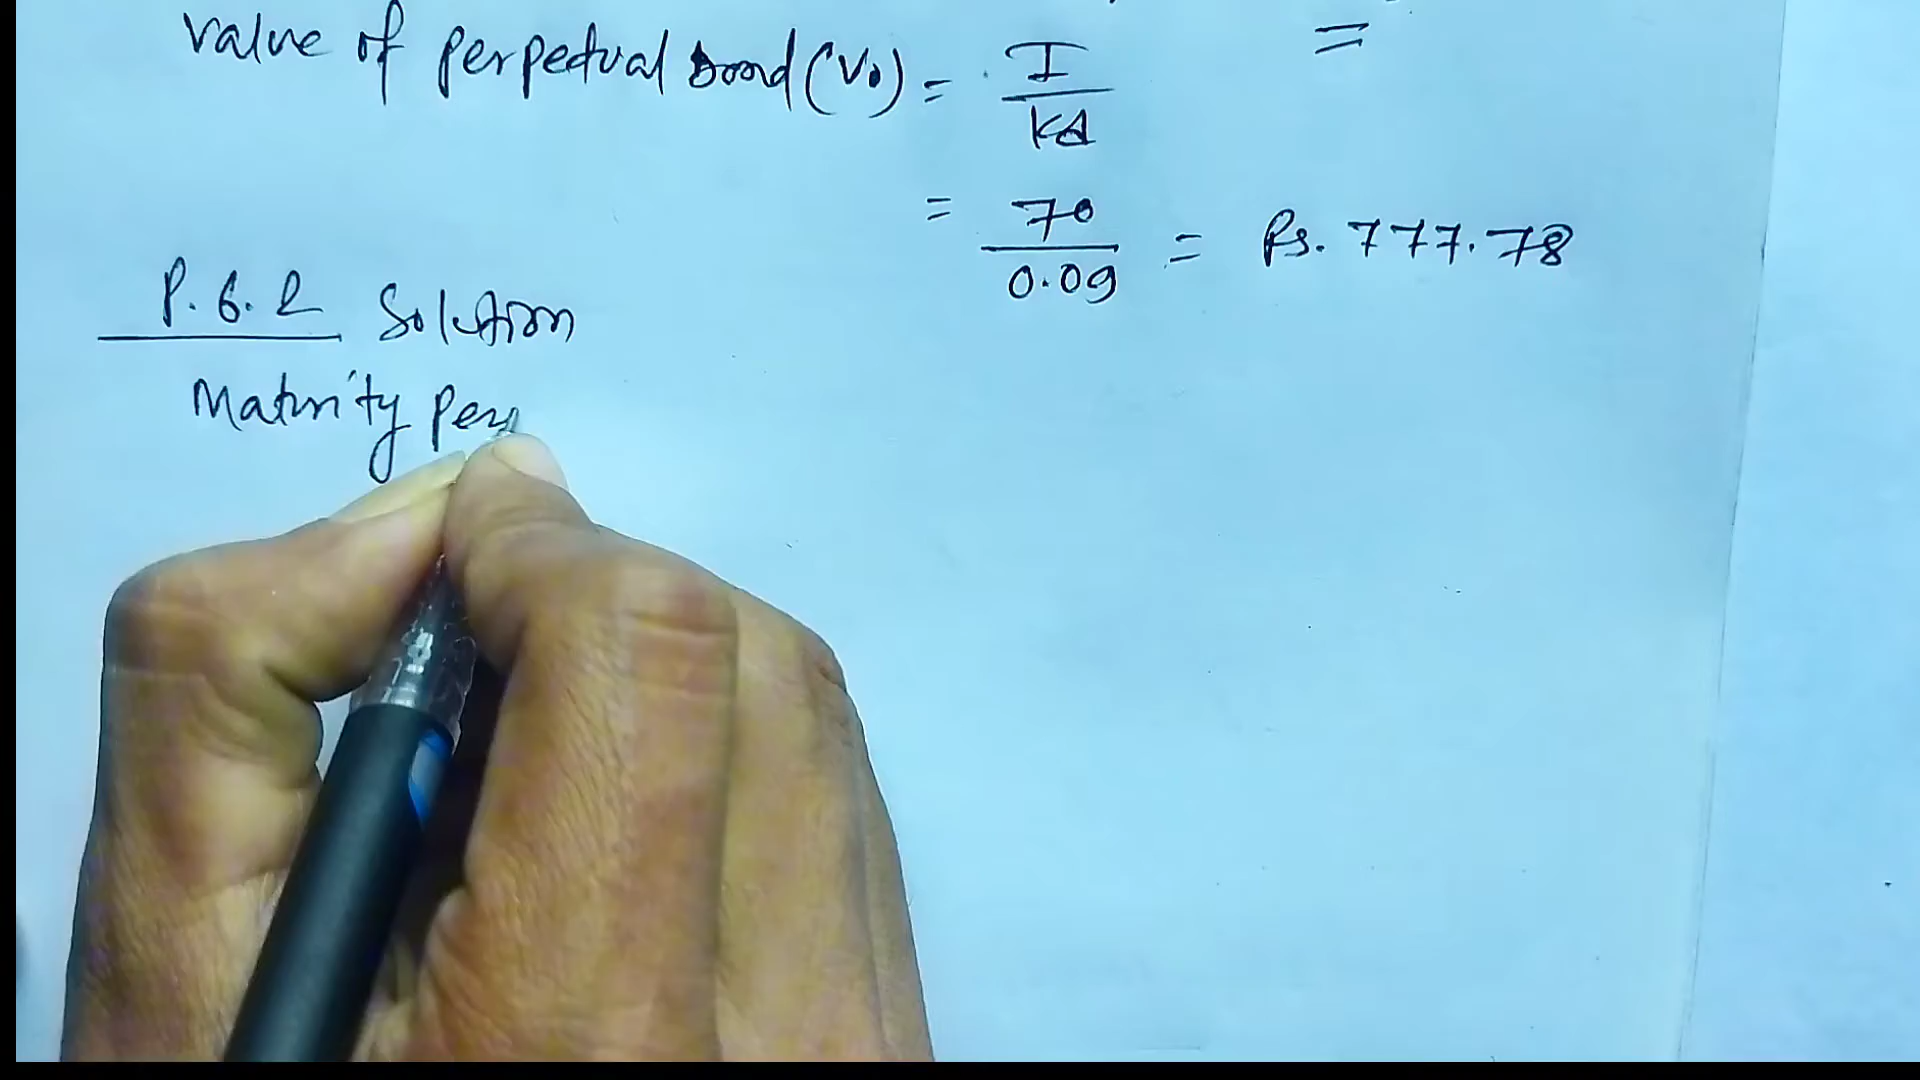 Value of perpetual bond (V0) = I / kd
=
= 70 / 0.09 = Rs. 777.78
P. 6. 2 Solution
Maturity per